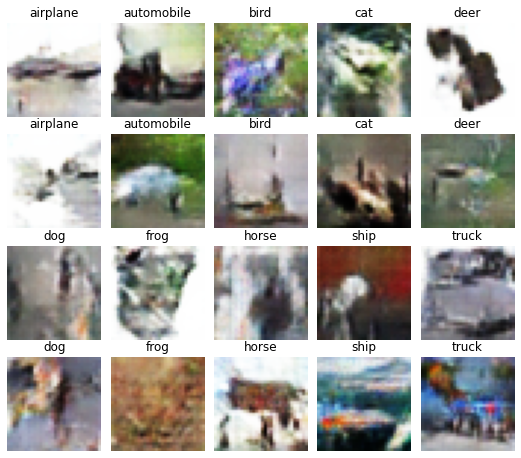 airplane automobile bird cat deer
airplane automobile bird cat deer
dog frog horse ship truck
dog frog horse ship truck